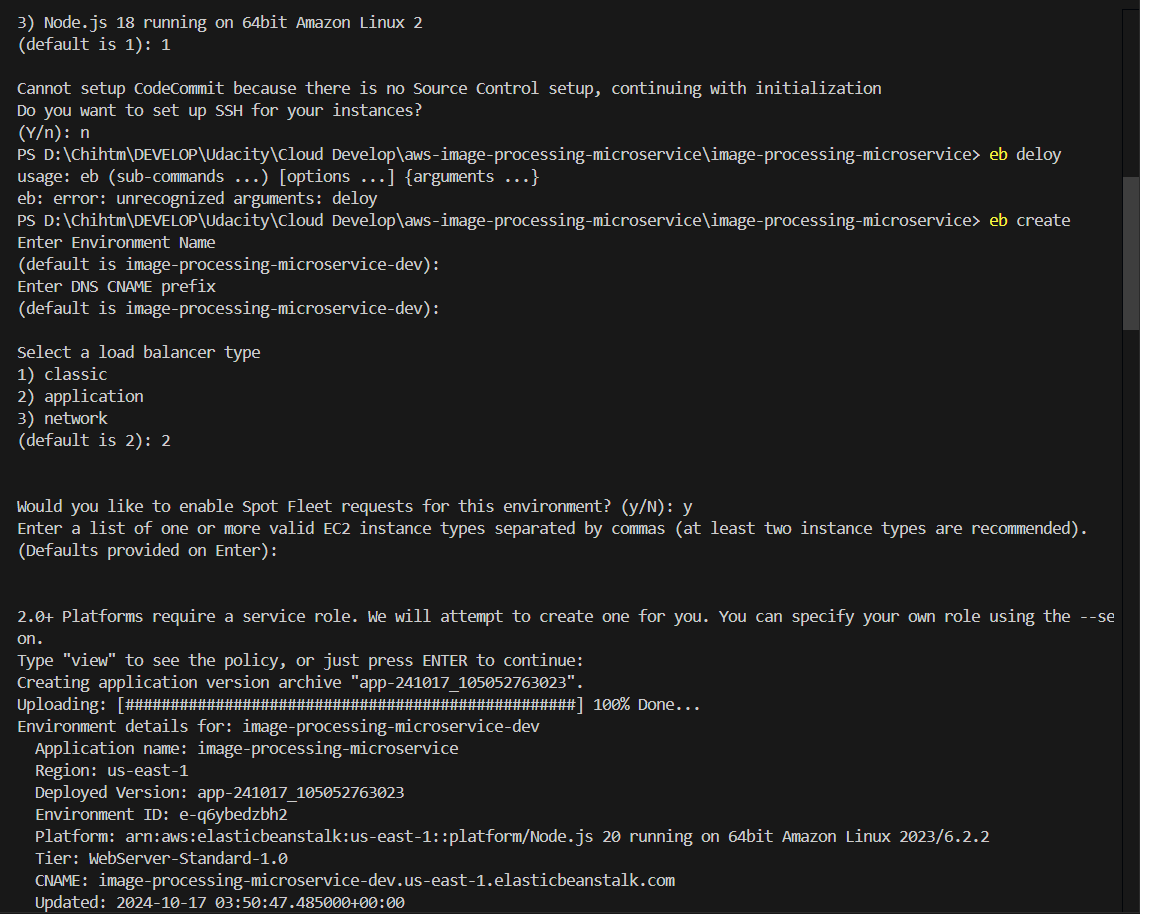 3) Node.js 18 running on 64bit Amazon Linux 2
(default is 1): 1
Cannot setup CodeCommit because there is no Source Control setup, continuing with initialization
Do you want to set up SSH for your instances?
(Y/n): n
PS D:\Chihtm\DEVELOP\Udacity\Cloud Develop\aws-image-processing-microservice\image-processing-microservice> eb deloy
usage: eb (sub-commands ...) [options ...] {arguments ...}
eb: error: unrecognized arguments: deloy
PS D:\Chihtm\DEVELOP\Udacity\Cloud Develop\aws-image-processing-microservice\image-processing-microservice> eb create
Enter Environment Name
(default is image-processing-microservice-dev):
Enter DNS CNAME prefix
(default is image-processing-microservice-dev):
Select a load balancer type
1) classic
2) application
3) network
(default is 2): 2
Would you like to enable Spot Fleet requests for this environment? (y/N): y
Enter a list of one or more valid EC2 instance types separated by commas (at least two instance types are recommended).
(Defaults provided on Enter):
2.0+ Platforms require a service role. We will attempt to create one for you. You can specify your own role using the --se
on.
Type "view" to see the policy, or just press ENTER to continue:
Creating application version archive "app-241017_105052763023".
Uploading: [##################################################] 100% Done...
Environment details for: image-processing-microservice-dev
Application name: image-processing-microservice
Region: us-east-1
Deployed Version: app-241017_105052763023
Environment ID: e-q6ybedzbh2
Platform: arn:aws:elasticbeanstalk:us-east-1::platform/Node.js 20 running on 64bit Amazon Linux 2023/6.2.2
Tier: WebServer-Standard-1.0
CNAME: image-processing-microservice-dev.us-east-1.elasticbeanstalk.com
Updated: 2024-10-17 03:50:47.485000+00:00